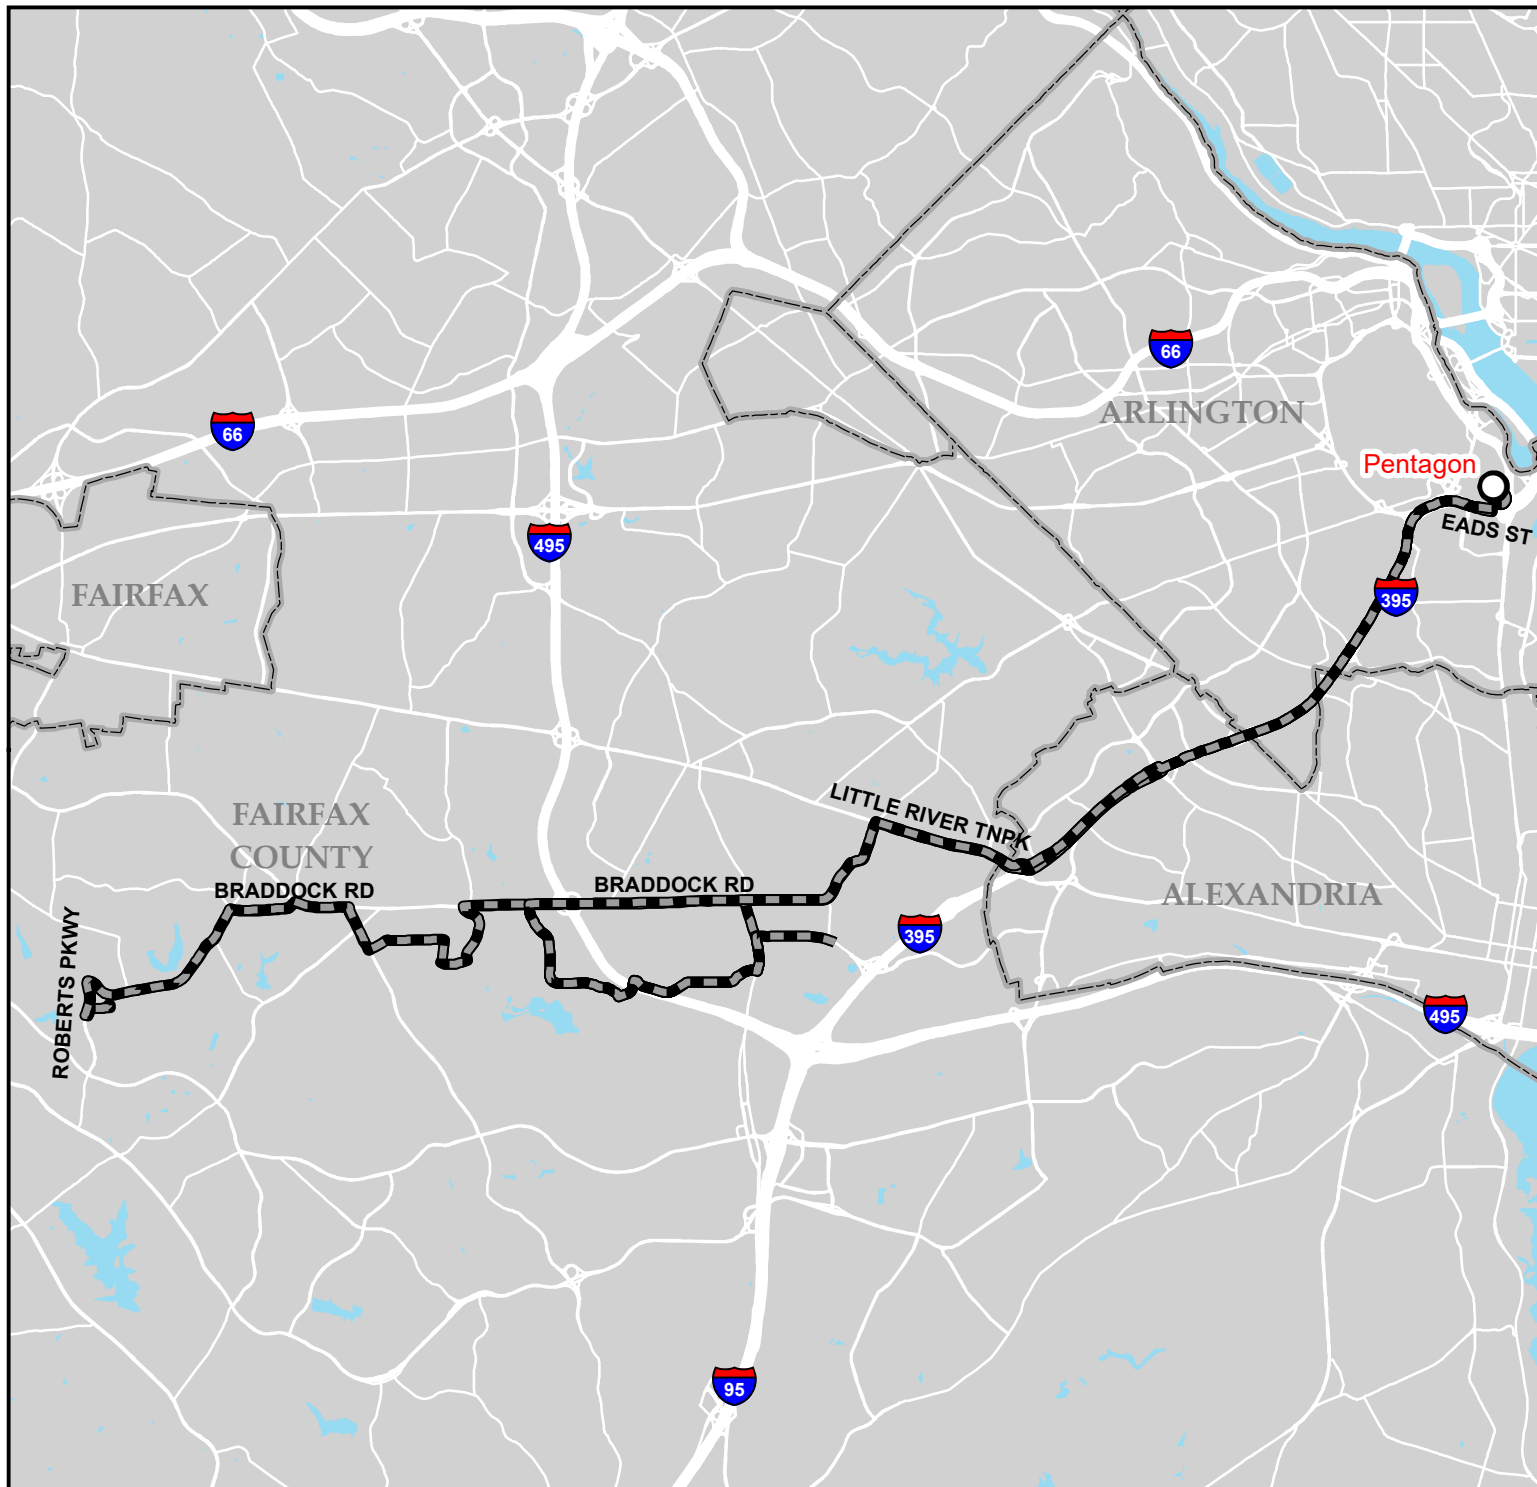 66
ARLINGTON
66
Pentagon
EADS ST
495
FAIRFAX
395
LITTLE RIVER TNPK
FAIRFAX
COUNTY
BRADDOCK RD
BRADDOCK RD
ALEXANDRIA
395
ROBERTS PKWY
495
95